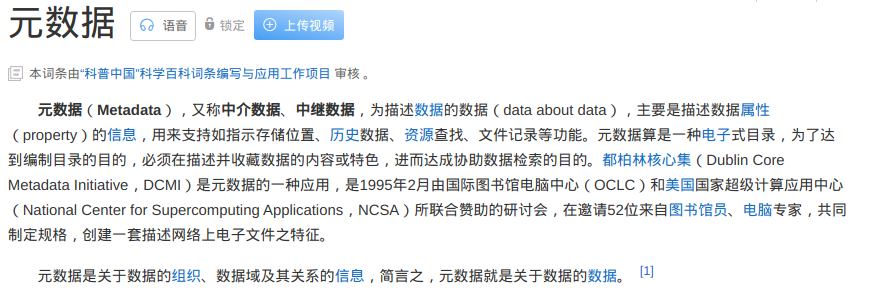 元数据 语音 锁定 上传视频
本词条由“科普中国”科学百科词条编写与应用工作项目 审核 。
元数据（Metadata），又称中介数据、中继数据，为描述数据的数据（data about data），主要是描述数据属性
（property）的信息，用来支持如指示存储位置、历史数据、资源查找、文件记录等功能。元数据算是一种电子式目录，为了达
到编制目录的目的，必须在描述并收藏数据的内容或特色，进而达成协助数据检索的目的。都柏林核心集（Dublin Core
Metadata Initiative，DCMI）是元数据的一种应用，是1995年2月由国际图书馆电脑中心（OCLC）和美国国家超级计算应用中心
（National Center for Supercomputing Applications，NCSA）所联合赞助的研讨会，在邀请52位来自图书馆员、电脑专家，共同
制定规格，创建一套描述网络上电子文件之特征。
元数据是关于数据的组织、数据域及其关系的信息，简言之，元数据就是关于数据的数据。 [1]